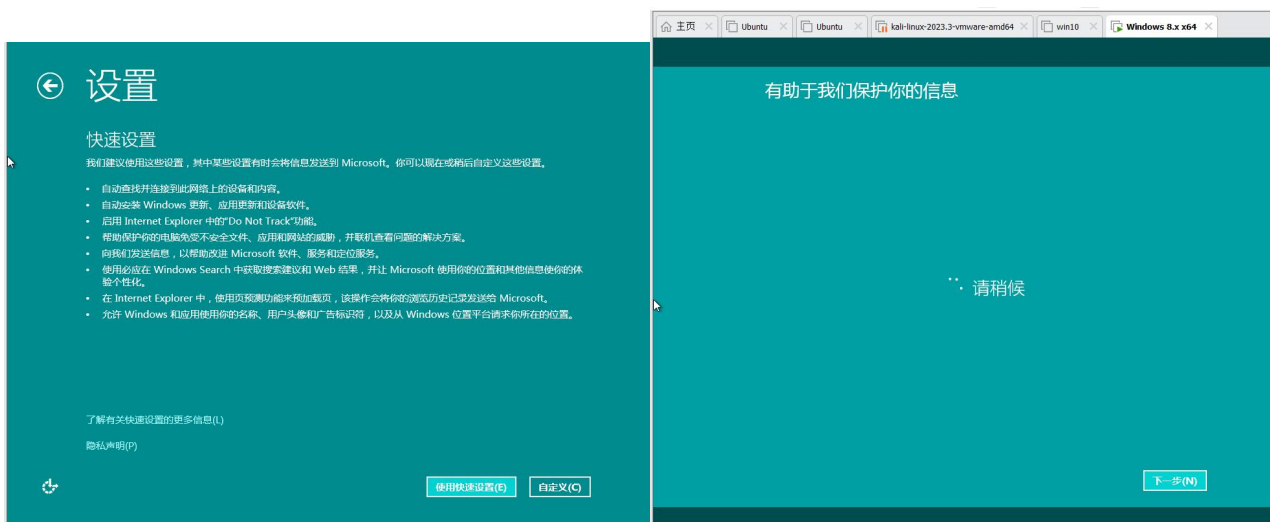 设置
快速设置
我们建议使用这些设置，其中某些设置有时会将信息发送到 Microsoft。你可以现在或稍后自定义这些设置。
• 自动查找并连接到此网络上的设备和内容。
• 自动安装 Windows 更新、应用更新和设备软件。
• 启用 Internet Explorer 中的"Do Not Track"功能。
• 帮助保护你的电脑免受不安全文件、应用和网站的威胁，并联机查看问题的解决方案。
• 向我们发送信息，以帮助改进 Microsoft 软件、服务和定位服务。
• 使用必应在 Windows Search 中获取搜索建议和 Web 结果，并让 Microsoft 使用你的位置和其他信息使你的体
验个性化。
• 在 Internet Explorer 中，使用页预测功能来预加载页，该操作会将你的浏览历史记录发送给 Microsoft。
• 允许 Windows 和应用使用你的名称、用户头像和广告标识符，以及从 Windows 位置平台请求你所在的位置。
了解有关快速设置的更多信息(L)
隐私声明(P)
使用快速设置(E) 自定义(C)
主页 Ubuntu Ubuntu kali-linux-2023.3-vmware-amd64 win10 Windows 8.x x64
有助于我们保护你的信息
请稍候
下一步(N)